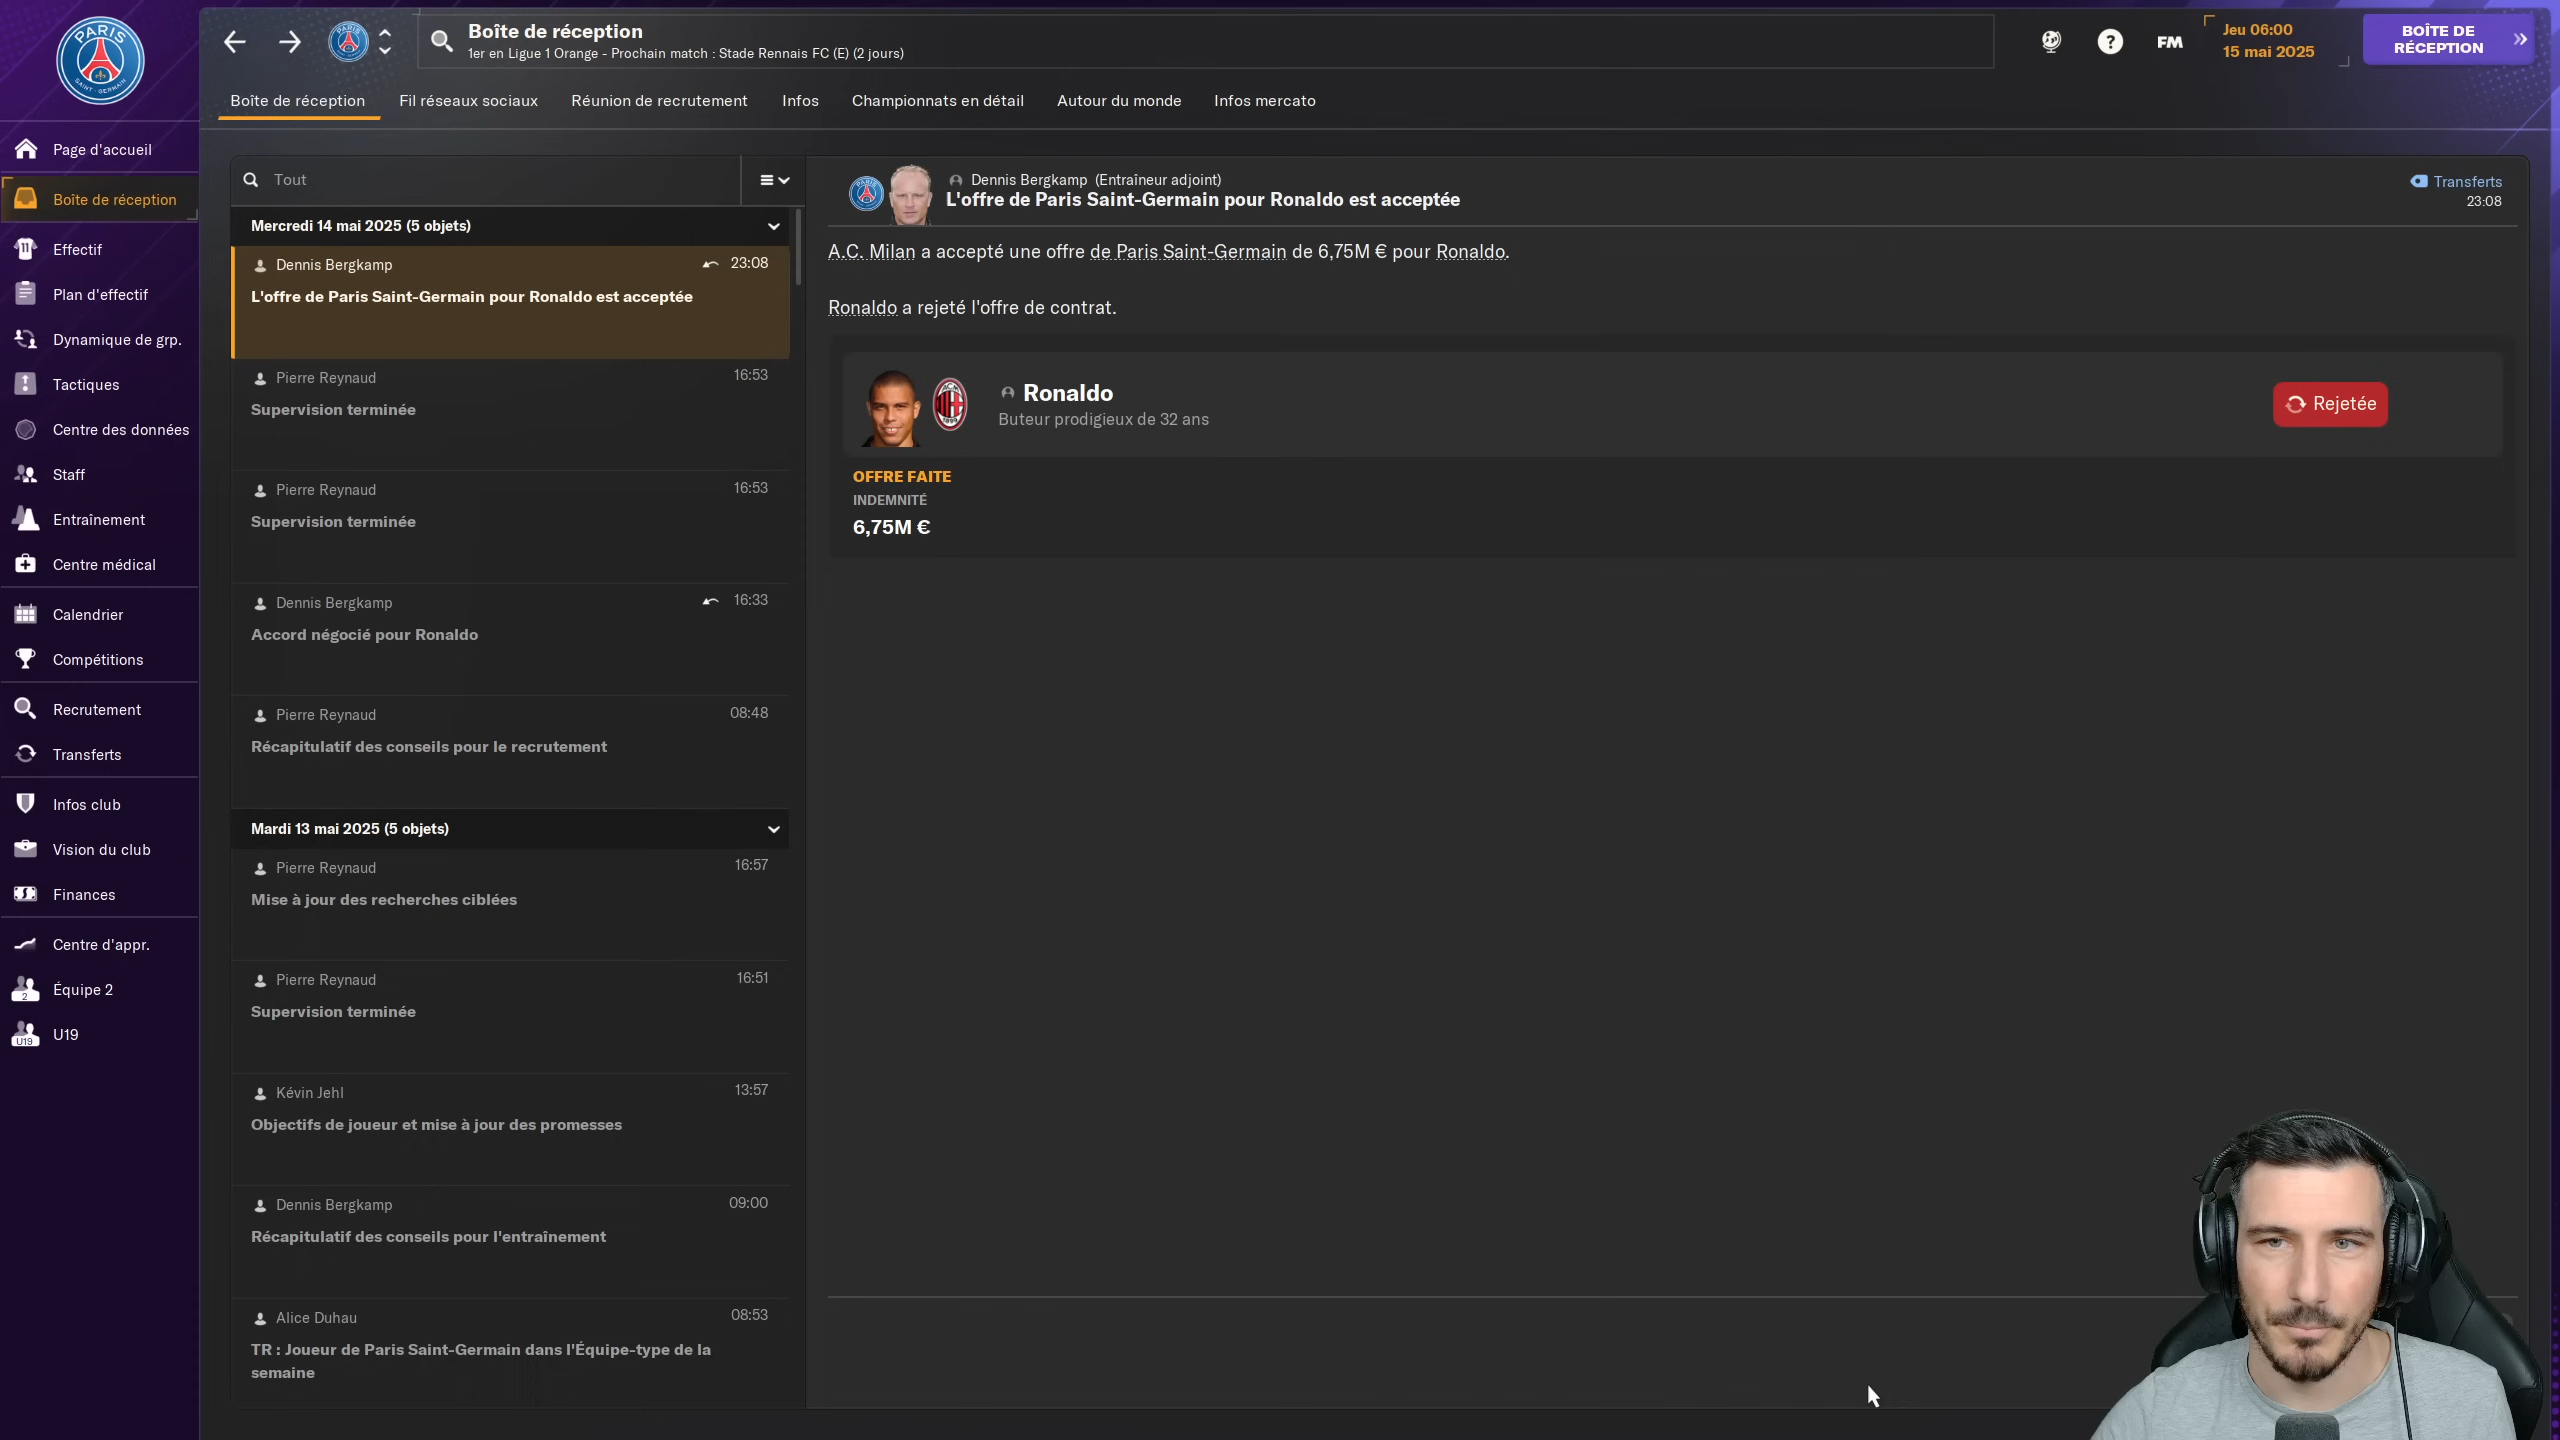 PARIS
SAINT-GERMAIN
Boîte de réception
1er en Ligue 1 Orange - Prochain match : Stade Rennais FC (E) (2 jours)
FM
Jeu 06:00
15 mai 2025
BOÎTE DE
RÉCEPTION
Boîte de réception
Fil réseaux sociaux
Réunion de recrutement
Infos
Championnats en détail
Autour du monde
Infos mercato
Page d'accueil
Boîte de réception
Effectif
Plan d'effectif
Dynamique de grp.
Tactiques
Centre des données
Staff
Entraînement
Centre médical
Calendrier
Compétitions
Recrutement
Transferts
Infos club
Vision du club
Finances
Centre d'appr.
2
Équipe 2
U19
U19
Tout
Mercredi 14 mai 2025 (5 objets)
Dennis Bergkamp 23:08
L'offre de Paris Saint-Germain pour Ronaldo est acceptée
Pierre Reynaud 16:53
Supervision terminée
Pierre Reynaud 16:53
Supervision terminée
Dennis Bergkamp 16:33
Accord négocié pour Ronaldo
Pierre Reynaud 08:48
Récapitulatif des conseils pour le recrutement
Mardi 13 mai 2025 (5 objets)
Pierre Reynaud 16:57
Mise à jour des recherches ciblées
Pierre Reynaud 16:51
Supervision terminée
Kévin Jehl 13:57
Objectifs de joueur et mise à jour des promesses
Dennis Bergkamp 09:00
Récapitulatif des conseils pour l'entraînement
Alice Duhau 08:53
TR : Joueur de Paris Saint-Germain dans l'Équipe-type de la
semaine
Dennis Bergkamp (Entraîneur adjoint)
L'offre de Paris Saint-Germain pour Ronaldo est acceptée
Transferts
23:08
A.C. Milan a accepté une offre de Paris Saint-Germain de 6,75M € pour Ronaldo.
Ronaldo a rejeté l'offre de contrat.
Ronaldo
Buteur prodigieux de 32 ans
Rejetée
OFFRE FAITE
INDEMNITÉ
6,75M €